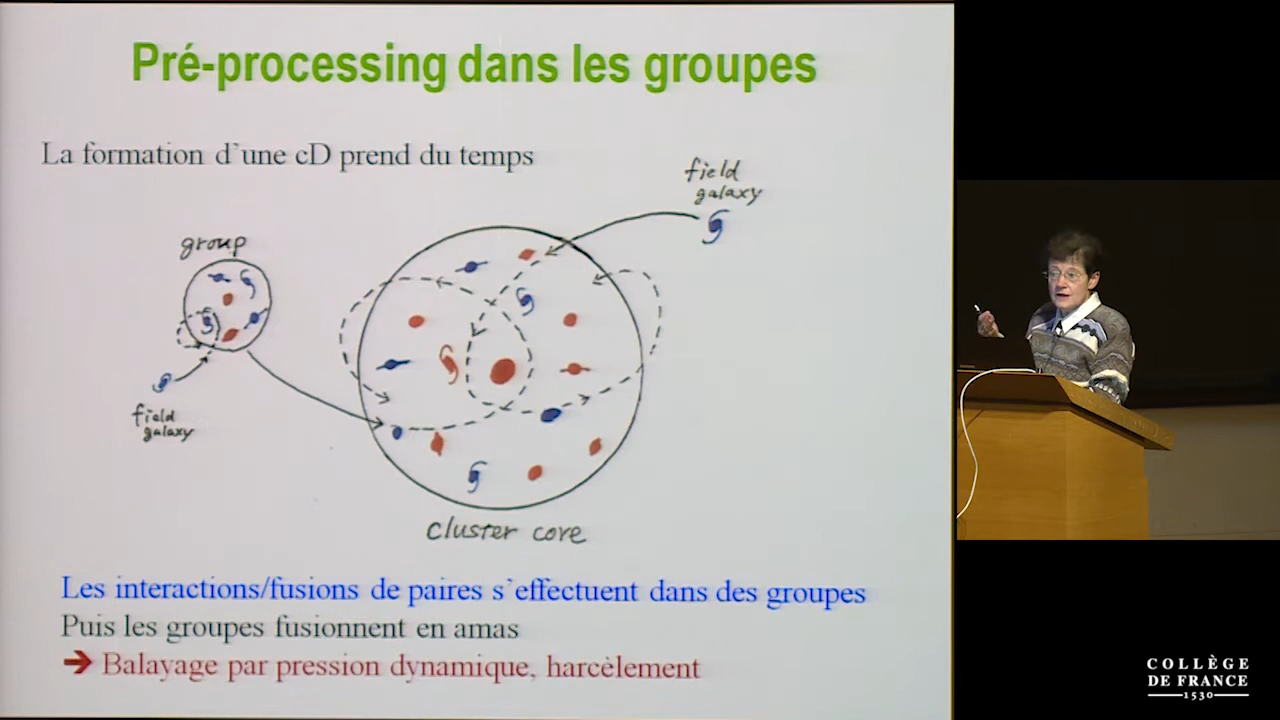 Pré-processing dans les groupes
La formation d'une cD prend du temps
field
galaxy
group
field
galaxy
cluster core
Les interactions/fusions de paires s'effectuent dans des groupes
Puis les groupes fusionnent en amas
➔ Balayage par pression dynamique, harcèlement
COLLÈGE
DE FRANCE
1530